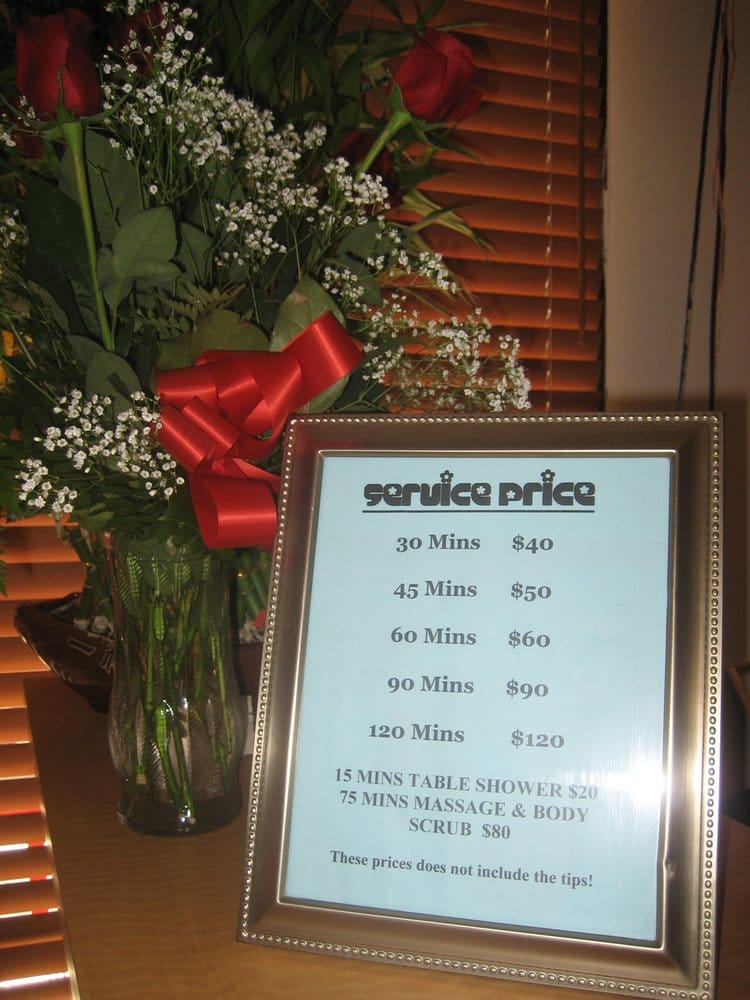 service price
30 Mins $40
45 Mins $50
60 Mins $60
90 Mins $90
120 Mins $120
15 MINS TABLE SHOWER $20
75 MINS MASSAGE & BODY
SCRUB $80
These prices does not include the tips!